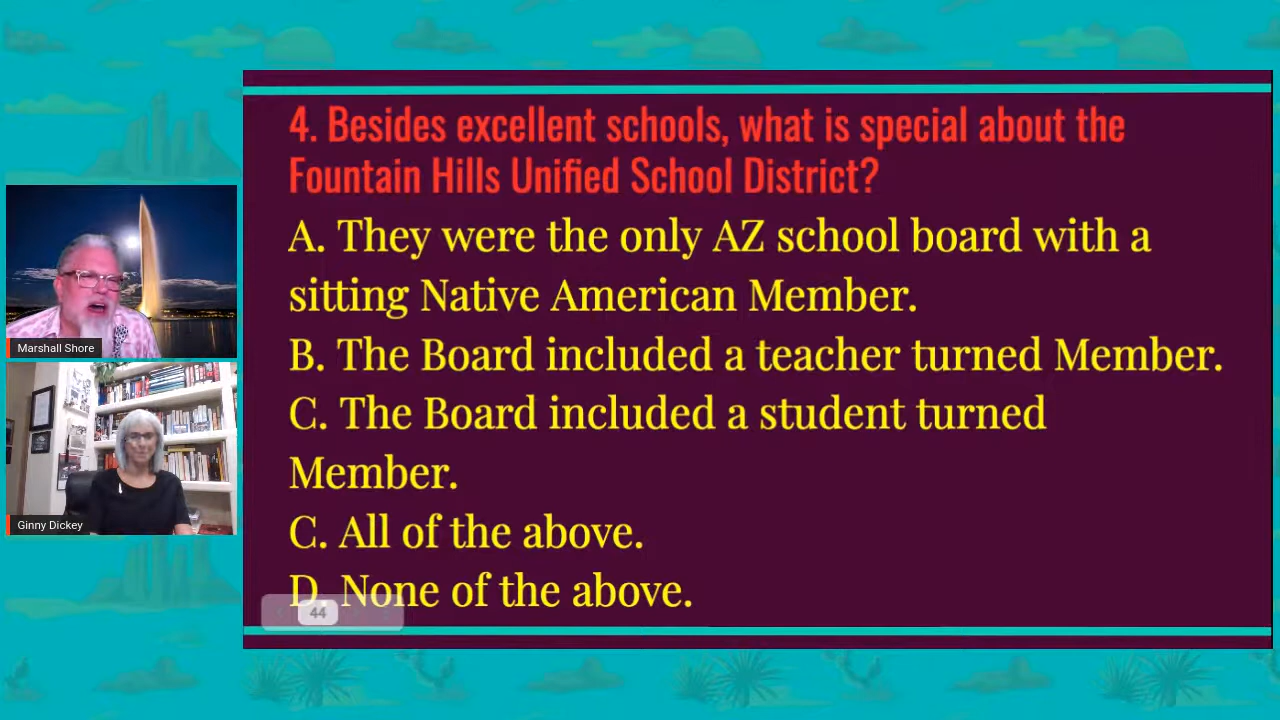 4. Besides excellent schools, what is special about the
Fountain Hills Unified School District?
A. They were the only AZ school board with a
sitting Native American Member.
B. The Board included a teacher turned Member.
C. The Board included a student turned
Member.
C. All of the above.
D. None of the above.
44
Marshall Shore
Ginny Dickey